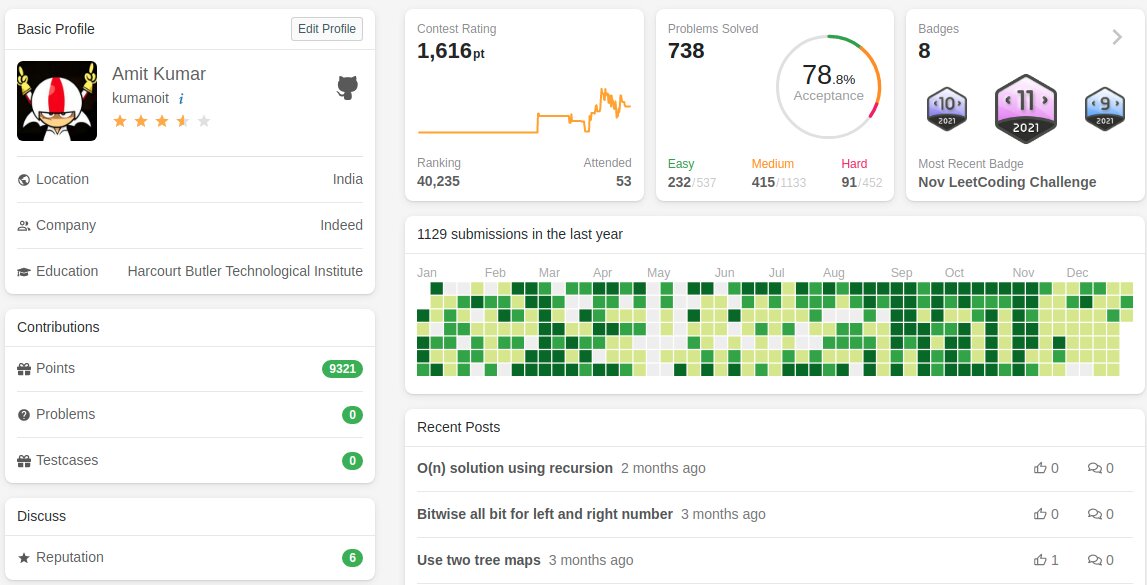 Basic Profile
Edit Profile
Amit Kumar
kumanoit i
Location India
Company Indeed
Education Harcourt Butler Technological Institute
Contributions
Points 9321
Problems 0
Testcases 0
Discuss
Reputation 6
Contest Rating
1,616 pt
Ranking Attended
40,235 53
Problems Solved
738
78.8%
Acceptance
Easy Medium Hard
232/537 415/1133 91/452
Badges
8
10 11 9
2021 2021 2021
Most Recent Badge
Nov LeetCoding Challenge
1129 submissions in the last year
Jan Feb Mar Apr May Jun Jul Aug Sep Oct Nov Dec
Recent Posts
O(n) solution using recursion 2 months ago 0 0
Bitwise all bit for left and right number 3 months ago 0 0
Use two tree maps 3 months ago 1 0